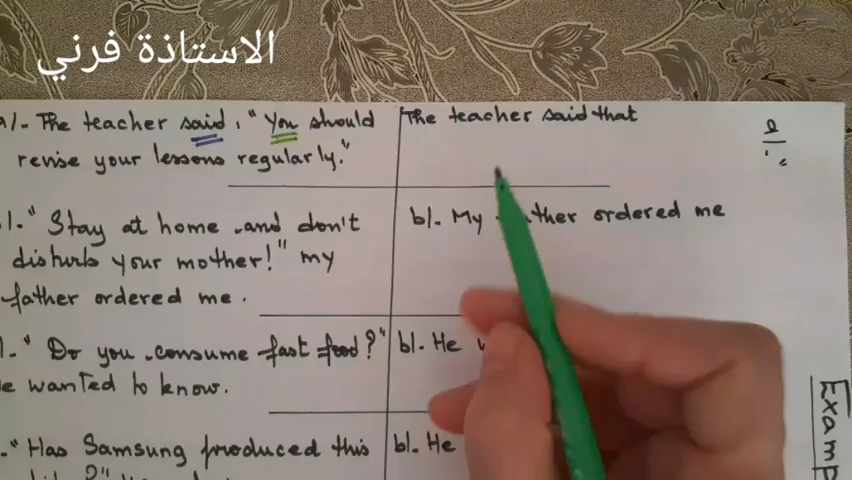 الاستاذة فرني
a/- The teacher said: "You should
revise your lessons regularly."
The teacher said that
/. "Stay at home and don't
disturb your mother!" my
father ordered me.
b/. My father ordered me
/. "Do you consume fast food?"
he wanted to know.
b/. He
"Has Samsung produced this
b/. He
Examp